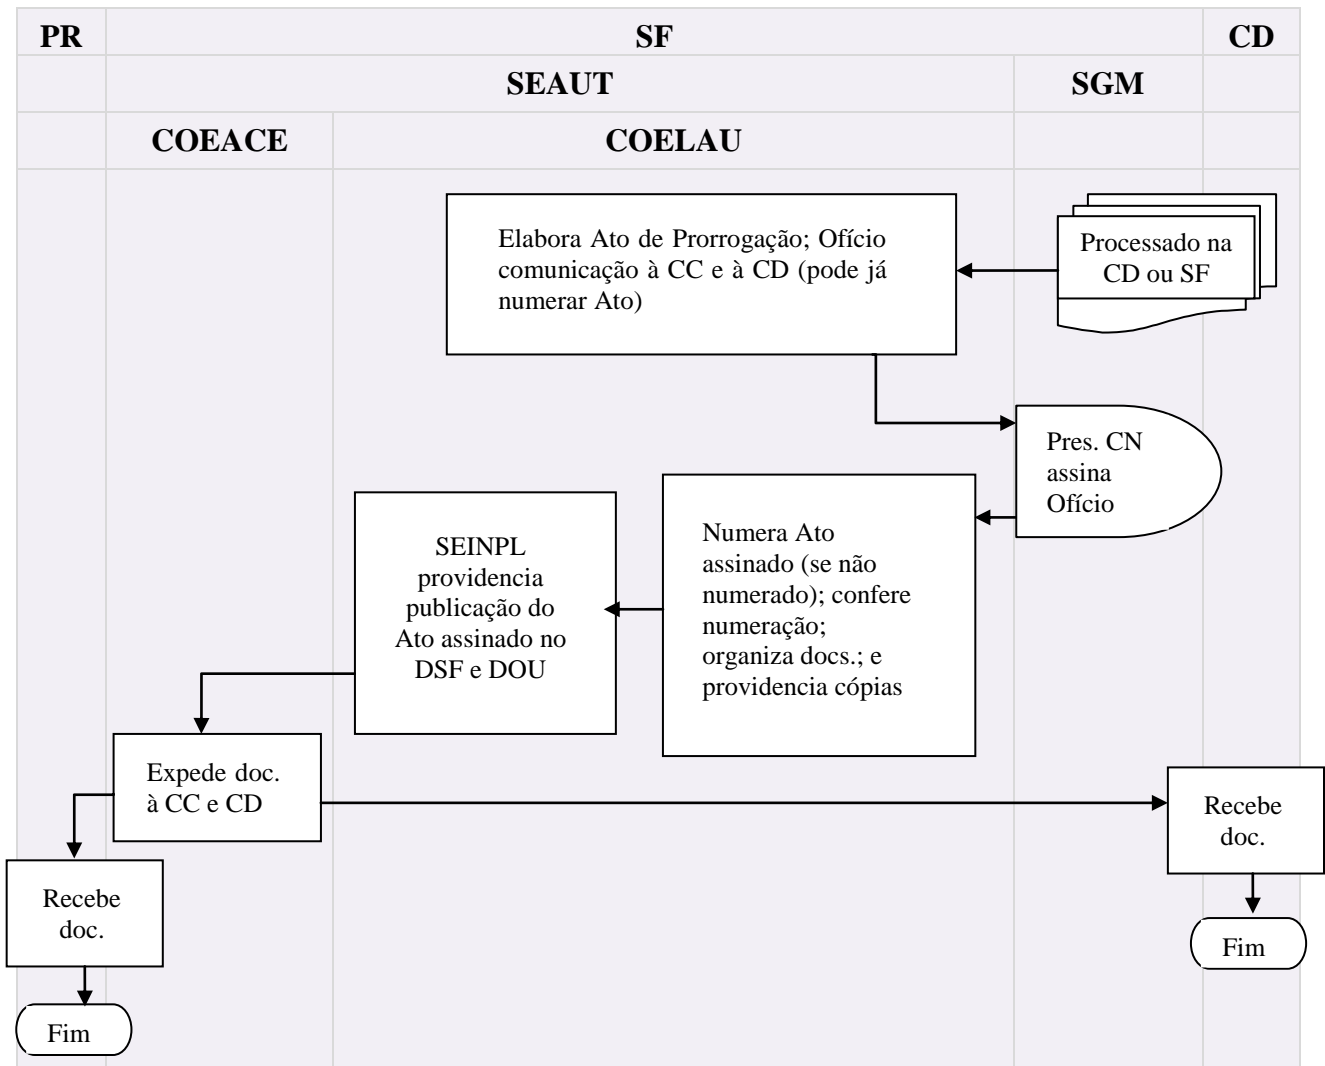 PR
SF
CD
SEAUT
SGM
COEACE
COELAU
Elabora Ato de Prorrogação; Ofício
comunicação à CC e à CD (pode já
numerar Ato)
Processado na
CD ou SF
Pres. CN
assina
Ofício
Numera Ato
assinado (se não
numerado); confere
numeração;
organiza docs.; e
providencia cópias
SEINPL
providencia
publicação do
Ato assinado no
DSF e DOU
Expede doc.
à CC e CD
Recebe
doc.
Recebe
doc.
Fim
Fim